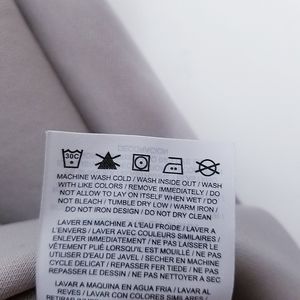 30C
MACHINE WASH COLD / WASH INSIDE OUT / WASH
WITH LIKE COLORS / REMOVE IMMEDIATELY / DO
NOT ALLOW TO LAY ON ITSELF WHEN WET / DO
NOT BLEACH / TUMBLE DRY LOW / WARM IRON /
DO NOT IRON DESIGN / DO NOT DRY CLEAN
LAVER EN MACHINE A L'EAU FROIDE / LAVER A
L'ENVERS / LAVER AVEC COULEURS SIMILAIRES /
ENLEVER IMMEDIATEMENT / NE PAS LAISSER LE
VÊTEMENT PLIÉ LORSQU'IL EST MOUILLÉ / NE PAS
UTILISER D'EAU DE JAVEL / SECHER EN MACHINE
CYCLE DELICAT / REPASSER FER TIEDE / NE PAS
REPASSER LE DESSIN / NE PAS NETTOYER A SEC
LAVAR A MAQUINA EN AGUA FRIA / LAVAR AL
REVES / LAVAR CON COLORES SIMILARES /